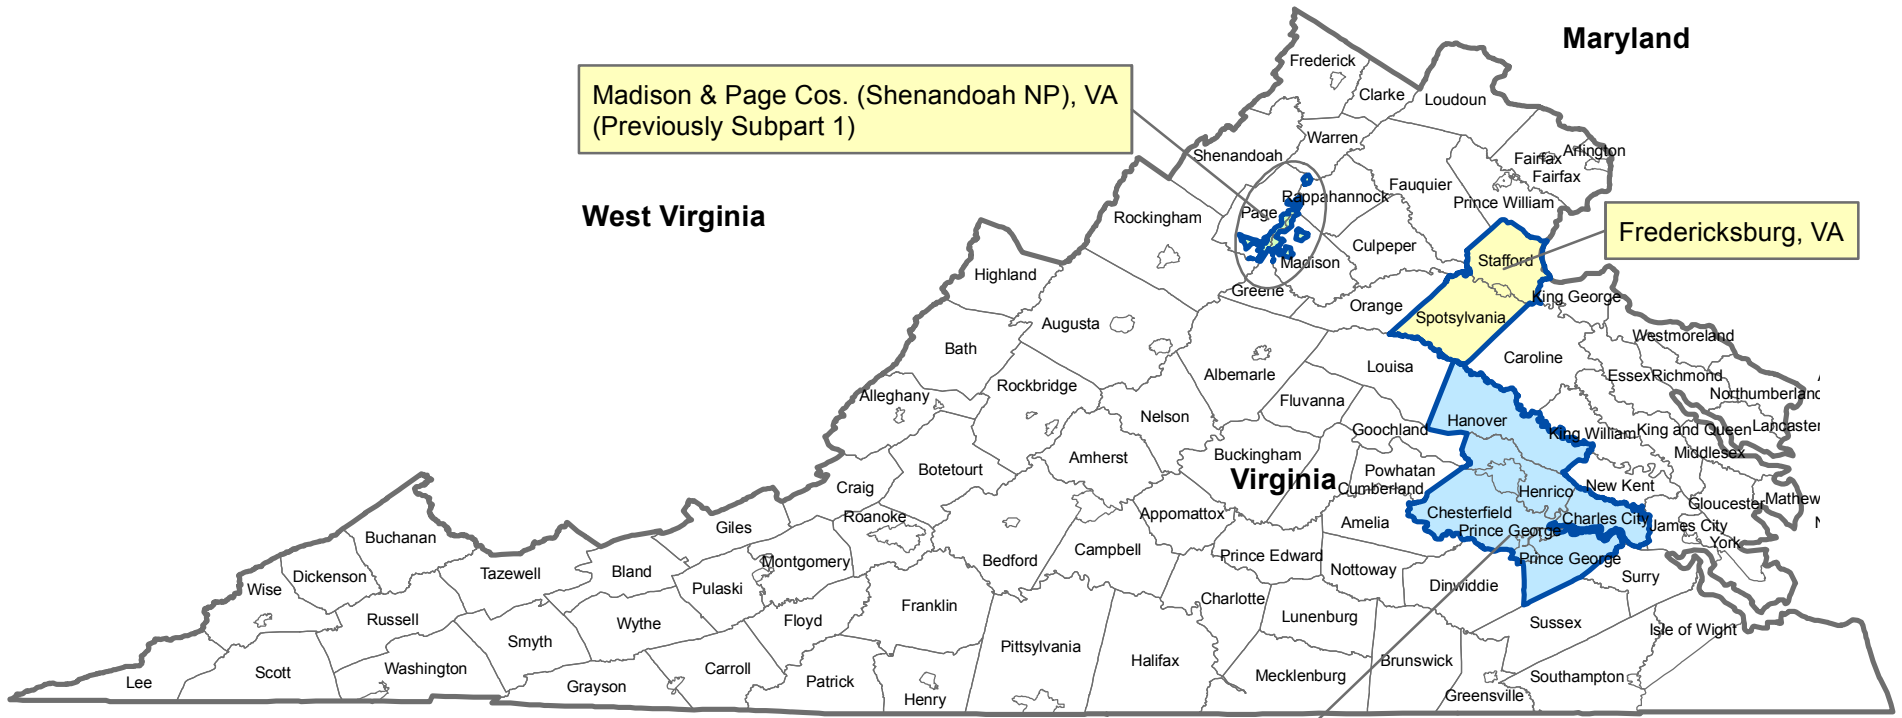 Maryland
Frederick
Madison & Page Cos. (Shenandoah NP), VA
(Previously Subpart 1)
Clarke
Loudoun
Warren
Shenandoah
Arlington
Fairfax
Fairfax
Fauquier
Rappahannock
Prince William
West Virginia
Rockingham
Page
Fredericksburg, VA
Culpeper
Madison
Stafford
Highland
Greene
King George
Orange
Spotsylvania
Augusta
Westmoreland
Bath
Caroline
Louisa
Albemarle
Rockbridge
Essex
Richmond
Alleghany
Northumberland
Fluvanna
Nelson
Hanover
Lancaster
Goochland
King William
King and Queen
Buckingham
Middlesex
Amherst
Botetourt
Powhatan
Virginia
Cumberland
Craig
New Kent
Henrico
Mathew
Gloucester
Chesterfield
Appomattox
Roanoke
Charles City
Amelia
James City
Giles
Prince George
Buchanan
York
Campbell
Prince Edward
Prince George
Bedford
Montgomery
Nottoway
Bland
Tazewell
Dickenson
Surry
Dinwiddie
Pulaski
Wise
Charlotte
Franklin
Lunenburg
Russell
Floyd
Wythe
Sussex
Isle of Wight
Smyth
Pittsylvania
Halifax
Brunswick
Washington
Carroll
Scott
Mecklenburg
Southampton
Patrick
Lee
Grayson
Greensville
Henry